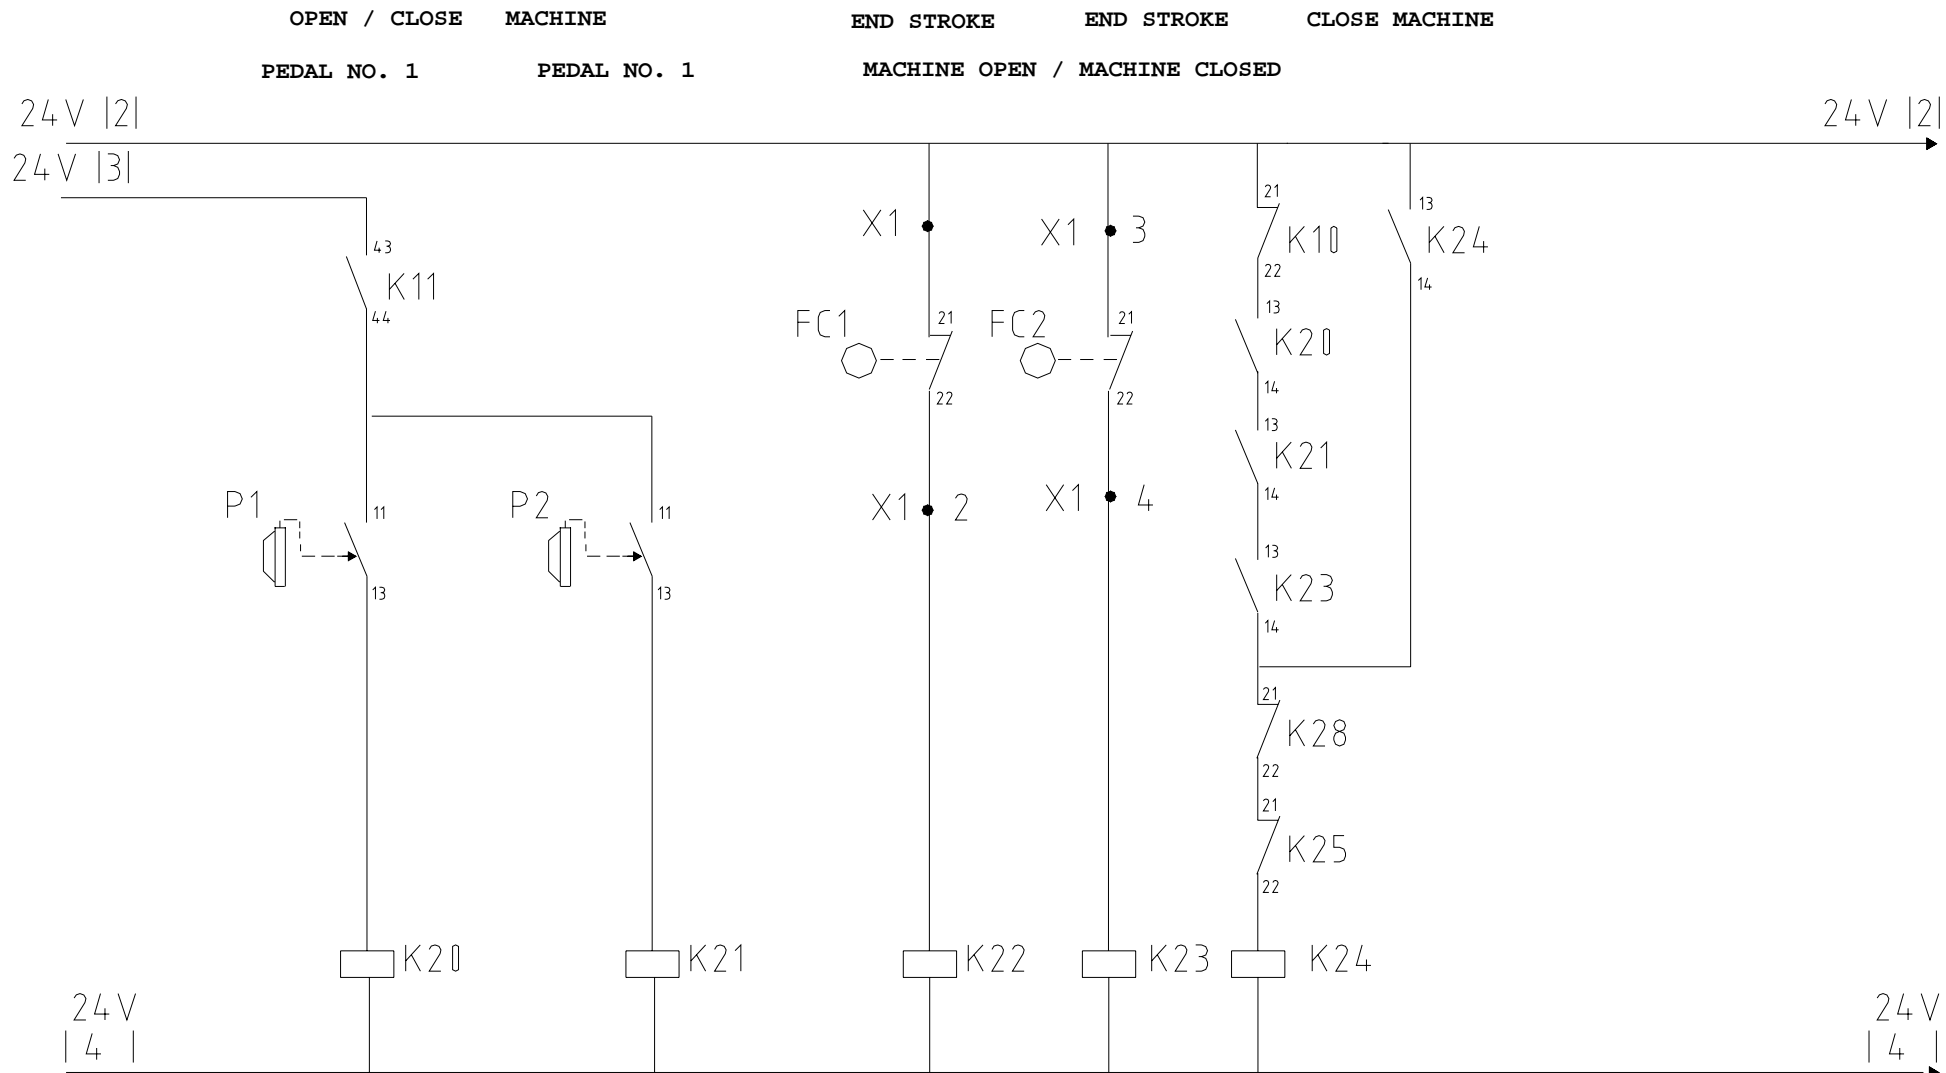 OPEN / CLOSE MACHINE END STROKE END STROKE CLOSE MACHINE
PEDAL NO. 1 PEDAL NO. 1 MACHINE OPEN / MACHINE CLOSED
24V |2| 24V |2|
24V |3|
21 13
X1 X1 3 K10 K24
43
K11 22 14
44 13
FC1 21 FC2 21 K20
22 22 14
13
K21
P1 11 P2 11 X1 2 X1 4 14
13
13 13 K23
14
21
K28
22
21
K25
22
K20 K21 K22 K23 K24
24V 24V
| 4 | | 4 |